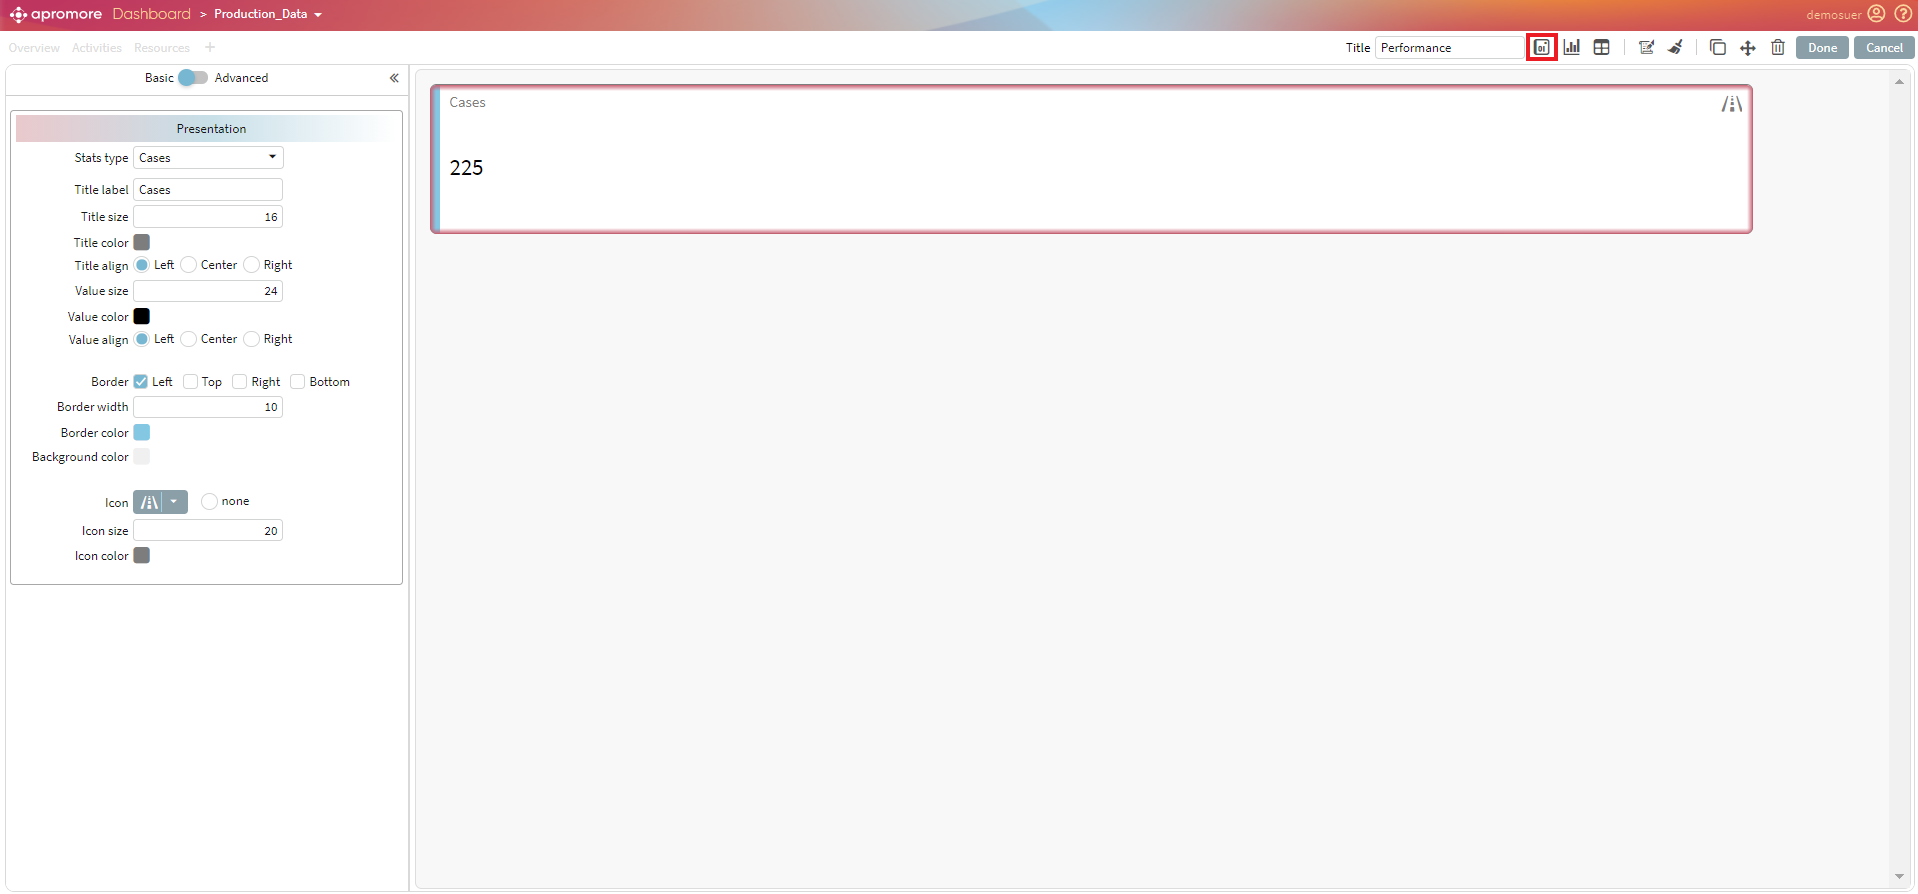 apromore Dashboard > Production_Data
demosuer
Overview Activities Resources +
Title Performance
Done Cancel
Basic Advanced
Presentation
Stats type Cases
Title label Cases
Title size 16
Title color
Title align Left Center Right
Value size 24
Value color
Value align Left Center Right
Border Left Top Right Bottom
Border width 10
Border color
Background color
Icon none
Icon size 20
Icon color
Cases
225